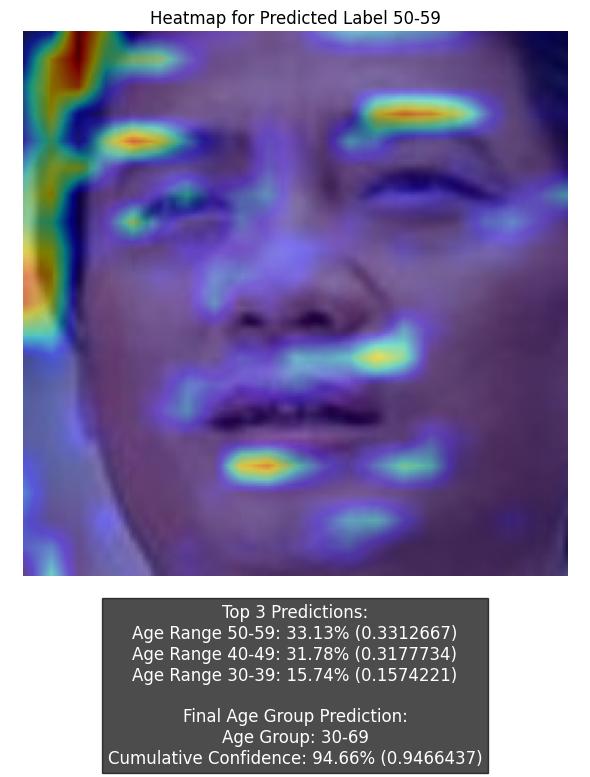 Heatmap for Predicted Label 50-59
Top 3 Predictions:
Age Range 50-59: 33.13% (0.3312667)
Age Range 40-49: 31.78% (0.3177734)
Age Range 30-39: 15.74% (0.1574221)
Final Age Group Prediction:
Age Group: 30-69
Cumulative Confidence: 94.66% (0.9466437)